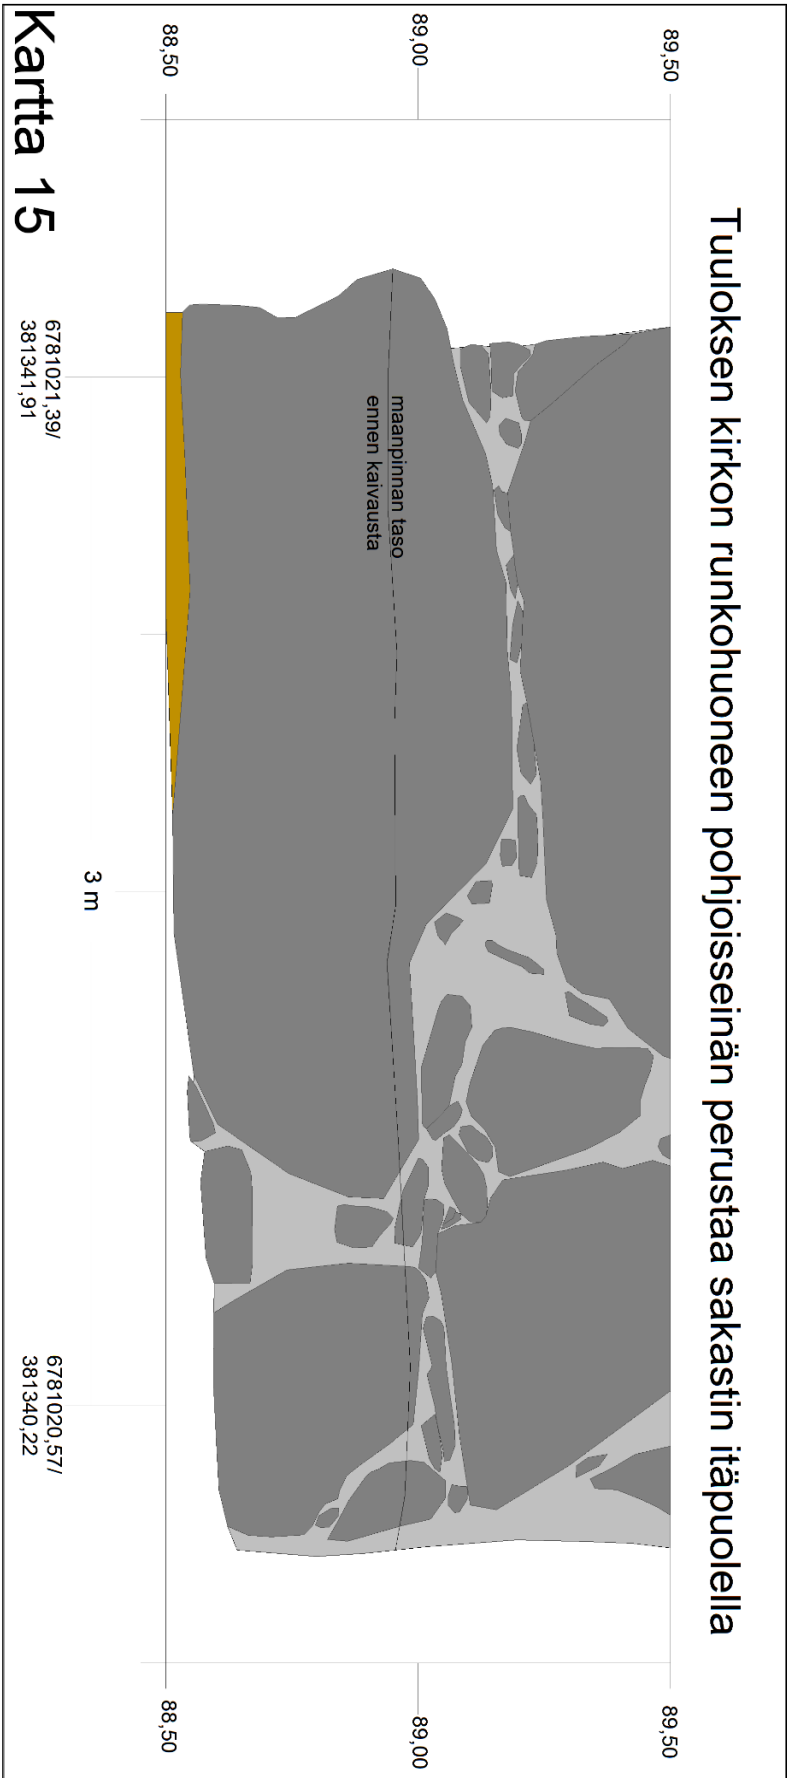 Tuuloksen kirkon runkohuoneen pohjoisseinän perustaa sakastin itäpuolella
89,50
89,50
89,00
89,00
maanpinnan taso
ennen kaivausta
88,50
88,50
3 m
6781021,39/
381341,91
6781020,57/
381340,22
Kartta 15